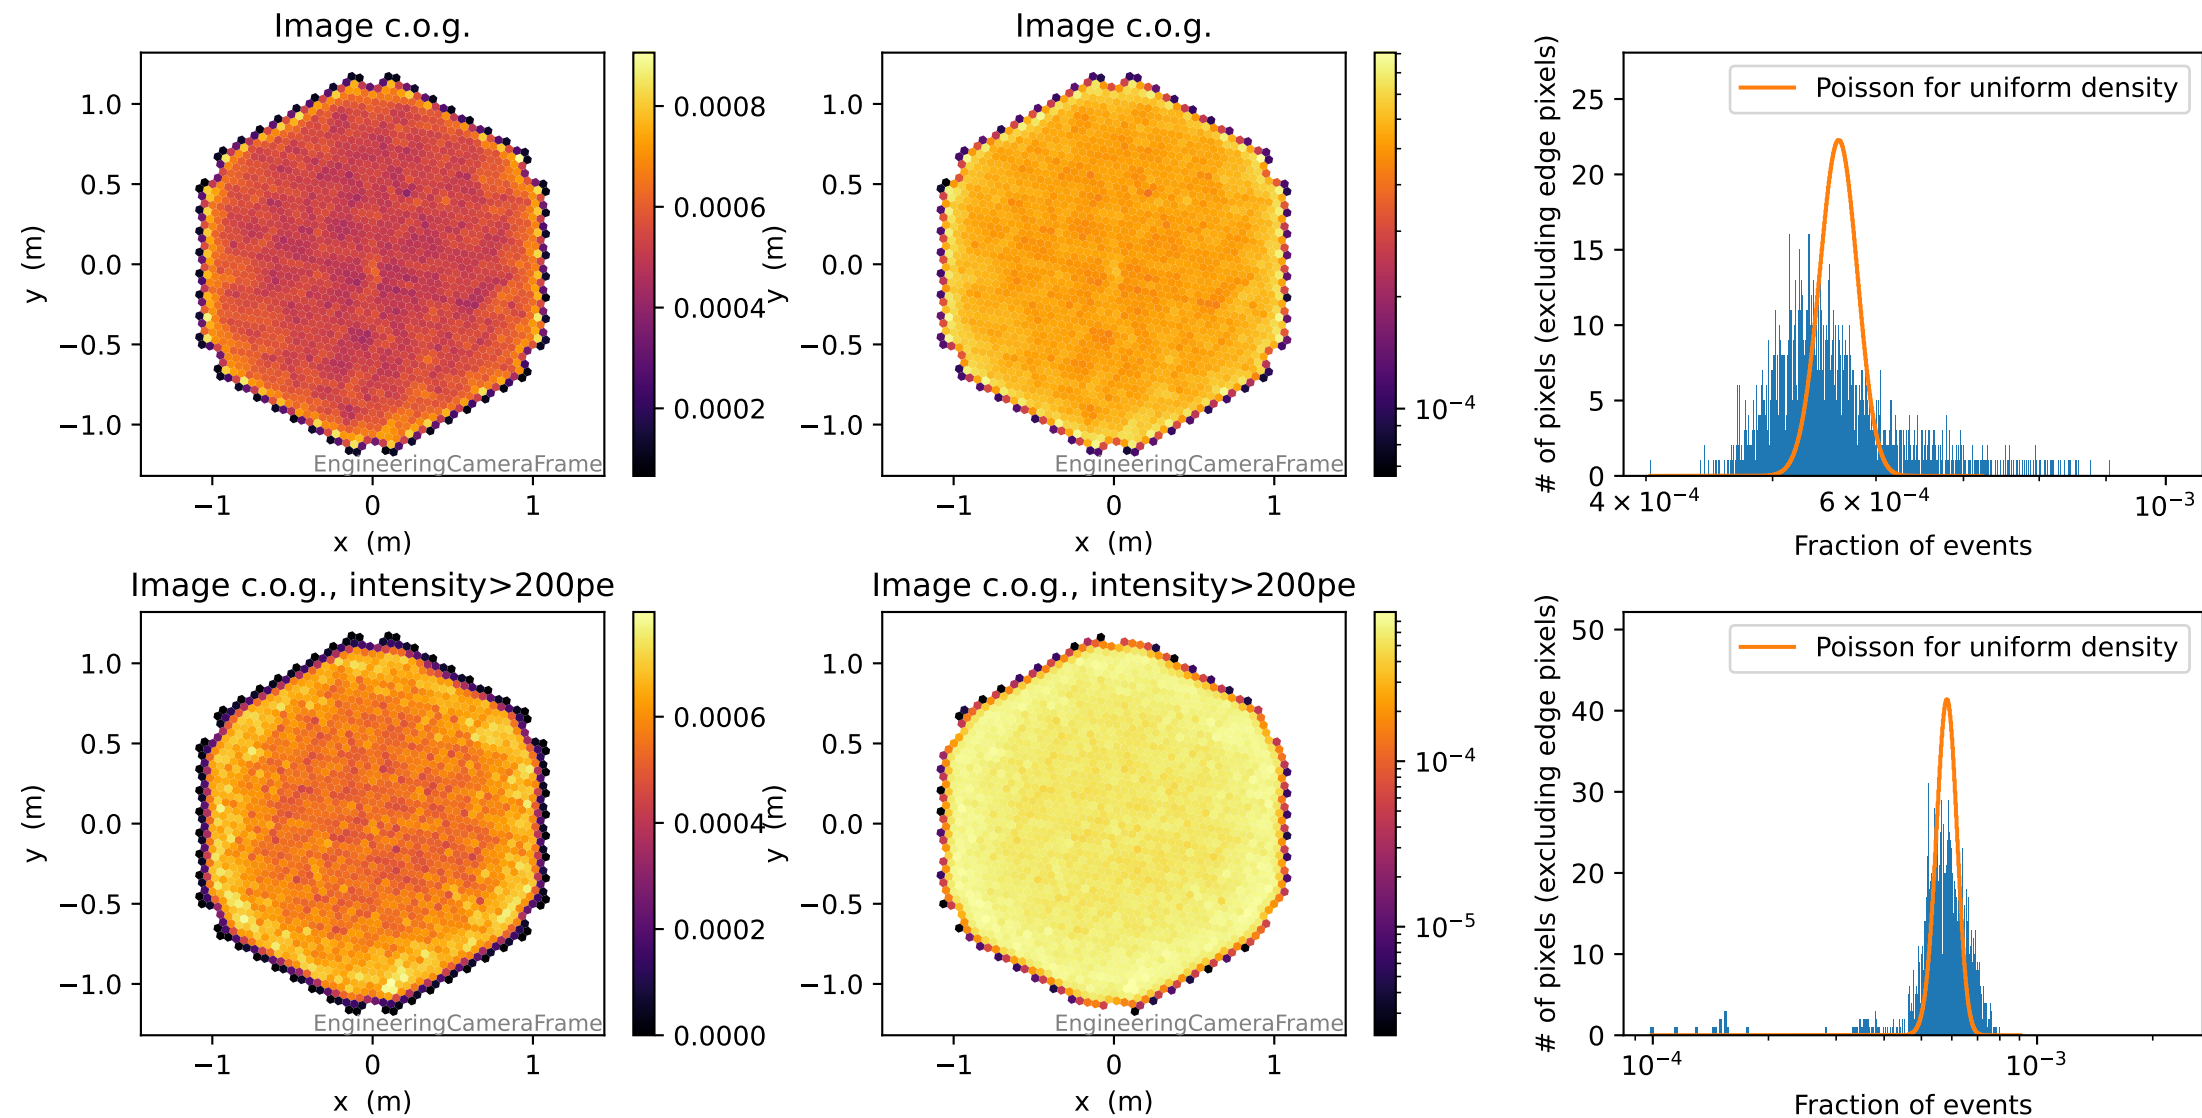 Image c.o.g.
1.0
0.5
0.0
−0.5
−1.0
y (m)
−1
0
1
x (m)
EngineeringCameraFrame
0.0008
0.0006
0.0004
0.0002
Image c.o.g.
1.0
0.5
0.0
−0.5
−1.0
y (m)
−1
0
1
x (m)
EngineeringCameraFrame
10⁻⁴
# of pixels (excluding edge pixels)
25
20
15
10
5
0
Poisson for uniform density
4 × 10⁻⁴
6 × 10⁻⁴
10⁻³
Fraction of events
Image c.o.g., intensity>200pe
1.0
0.5
0.0
−0.5
−1.0
y (m)
−1
0
1
x (m)
EngineeringCameraFrame
0.0006
0.0004
0.0002
0.0000
Image c.o.g., intensity>200pe
1.0
0.5
0.0
−0.5
−1.0
y (m)
−1
0
1
x (m)
EngineeringCameraFrame
10⁻⁴
10⁻⁵
# of pixels (excluding edge pixels)
50
40
30
20
10
0
Poisson for uniform density
10⁻⁴
10⁻³
Fraction of events